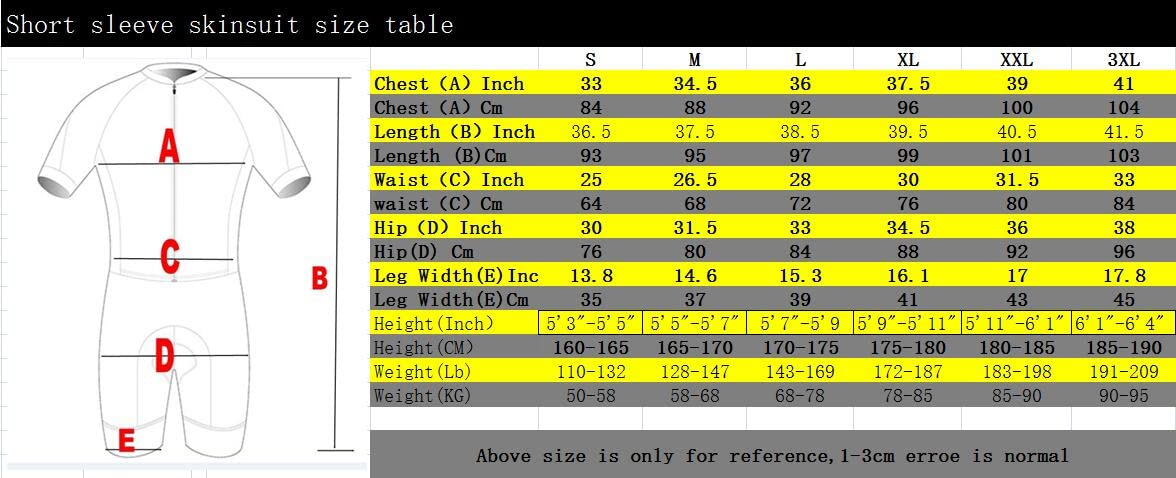 Short sleeve skinsuit size table
S M L XL XXL 3XL
Chest (A) Inch 33 34.5 36 37.5 39 41
Chest (A) Cm 84 88 92 96 100 104
Length (B) Inch 36.5 37.5 38.5 39.5 40.5 41.5
Length (B)Cm 93 95 97 99 101 103
Waist (C) Inch 25 26.5 28 30 31.5 33
waist (C) Cm 64 68 72 76 80 84
Hip (D) Inch 30 31.5 33 34.5 36 38
Hip(D) Cm 76 80 84 88 92 96
Leg Width(E)Inc 13.8 14.6 15.3 16.1 17 17.8
Leg Width(E)Cm 35 37 39 41 43 45
Height(Inch) 5'3"-5'5" 5'5"-5'7" 5'7"-5'9 5'9"-5'11" 5'11"-6'1" 6'1"-6'4"
Height(CM) 160-165 165-170 170-175 175-180 180-185 185-190
Weight(Lb) 110-132 128-147 143-169 172-187 183-198 191-209
Weight(KG) 50-58 58-68 68-78 78-85 85-90 90-95
Above size is only for reference,1-3cm erroe is normal
A
C
B
D
E